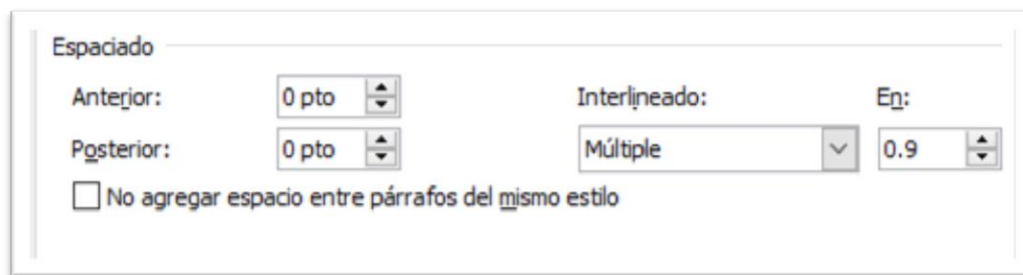 Espaciado
Anterior: 0 pto Interlineado: En:
Posterior: 0 pto Múltiple 0.9
No agregar espacio entre párrafos del mismo estilo